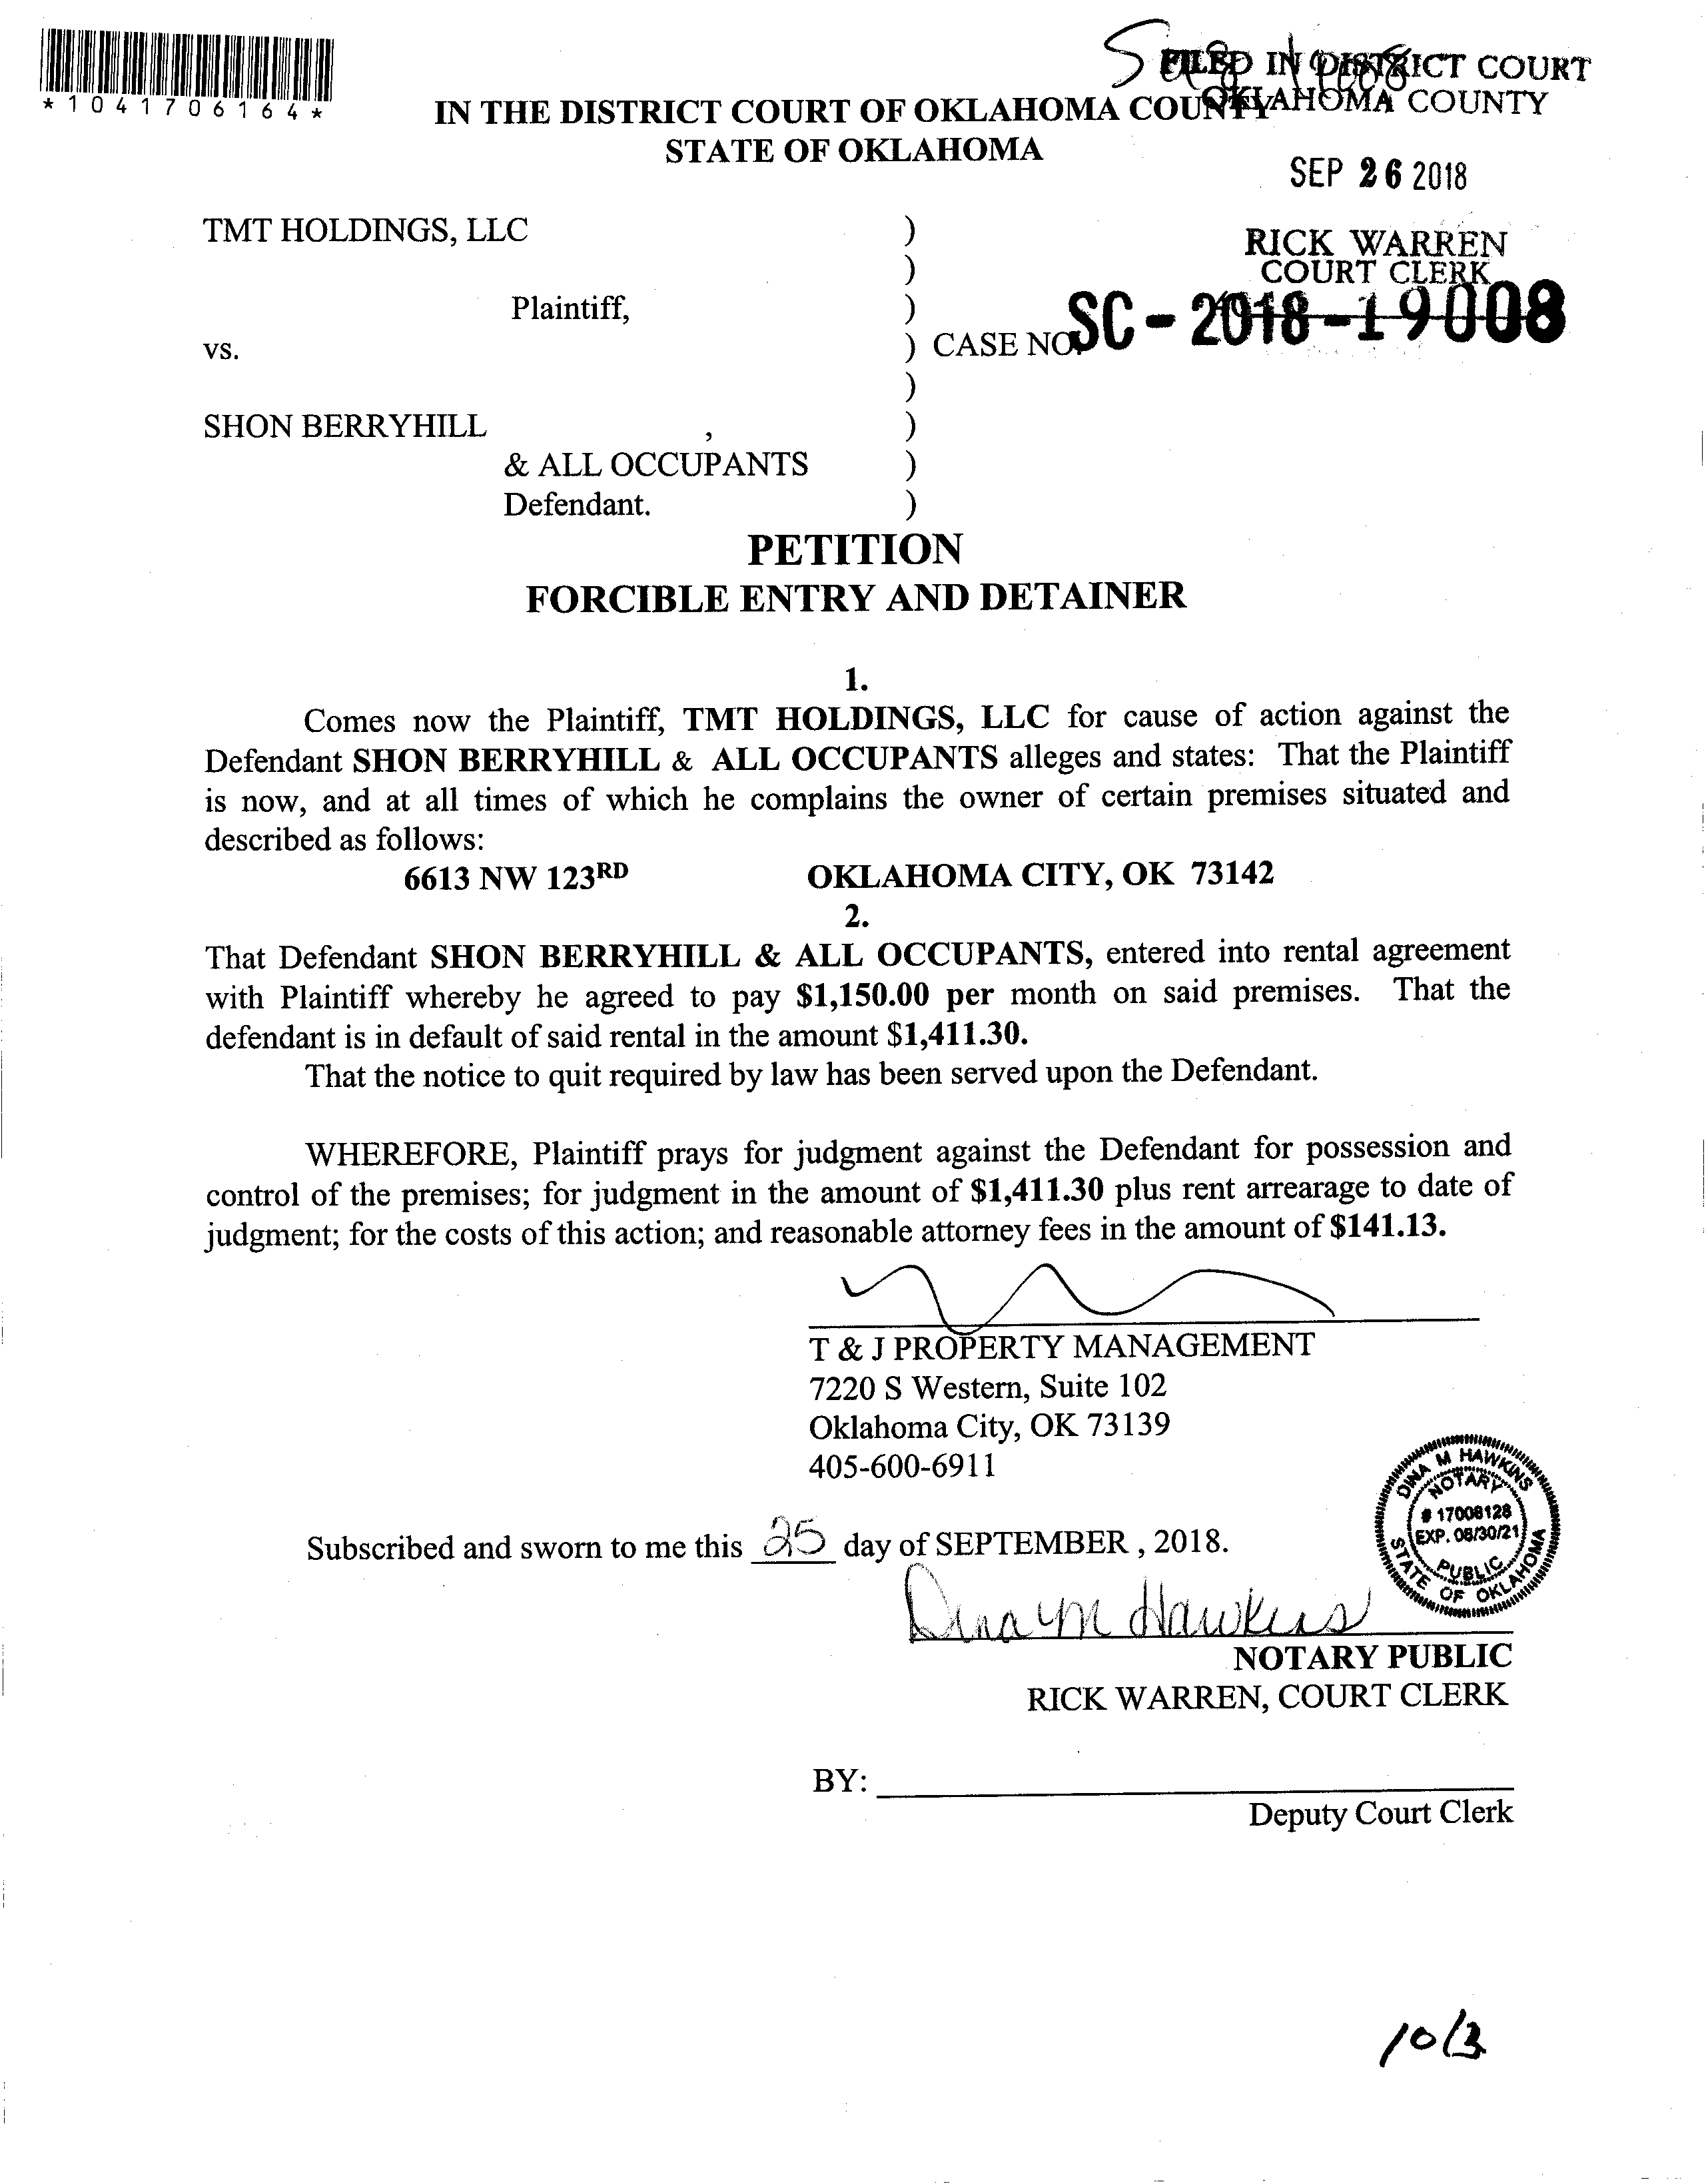 *1041706164*
FILED IN DISTRICT COURT
OKLAHOMA COUNTY
IN THE DISTRICT COURT OF OKLAHOMA COUNTY
STATE OF OKLAHOMA
SEP 26 2018
TMT HOLDINGS, LLC )
)
RICK WARREN
COURT CLERK
Plaintiff, )
vs. ) CASE NO. SC-2018-19008
)
SHON BERRYHILL , )
& ALL OCCUPANTS )
Defendant. )
PETITION
FORCIBLE ENTRY AND DETAINER
1.
Comes now the Plaintiff, TMT HOLDINGS, LLC for cause of action against the
Defendant SHON BERRYHILL & ALL OCCUPANTS alleges and states: That the Plaintiff
is now, and at all times of which he complains the owner of certain premises situated and
described as follows:
6613 NW 123RD OKLAHOMA CITY, OK 73142
2.
That Defendant SHON BERRYHILL & ALL OCCUPANTS, entered into rental agreement
with Plaintiff whereby he agreed to pay $1,150.00 per month on said premises. That the
defendant is in default of said rental in the amount $1,411.30.
That the notice to quit required by law has been served upon the Defendant.
WHEREFORE, Plaintiff prays for judgment against the Defendant for possession and
control of the premises; for judgment in the amount of $1,411.30 plus rent arrearage to date of
judgment; for the costs of this action; and reasonable attorney fees in the amount of $141.13.
T & J PROPERTY MANAGEMENT
7220 S Western, Suite 102
Oklahoma City, OK 73139
405-600-6911
DINA M HAWKINS
NOTARY
# 17008128
EXP. 08/30/21
PUBLIC
STATE OF OKLAHOMA
Subscribed and sworn to me this 25 day of SEPTEMBER , 2018.
Dina M Hawkins
NOTARY PUBLIC
RICK WARREN, COURT CLERK
BY:
Deputy Court Clerk
10/3